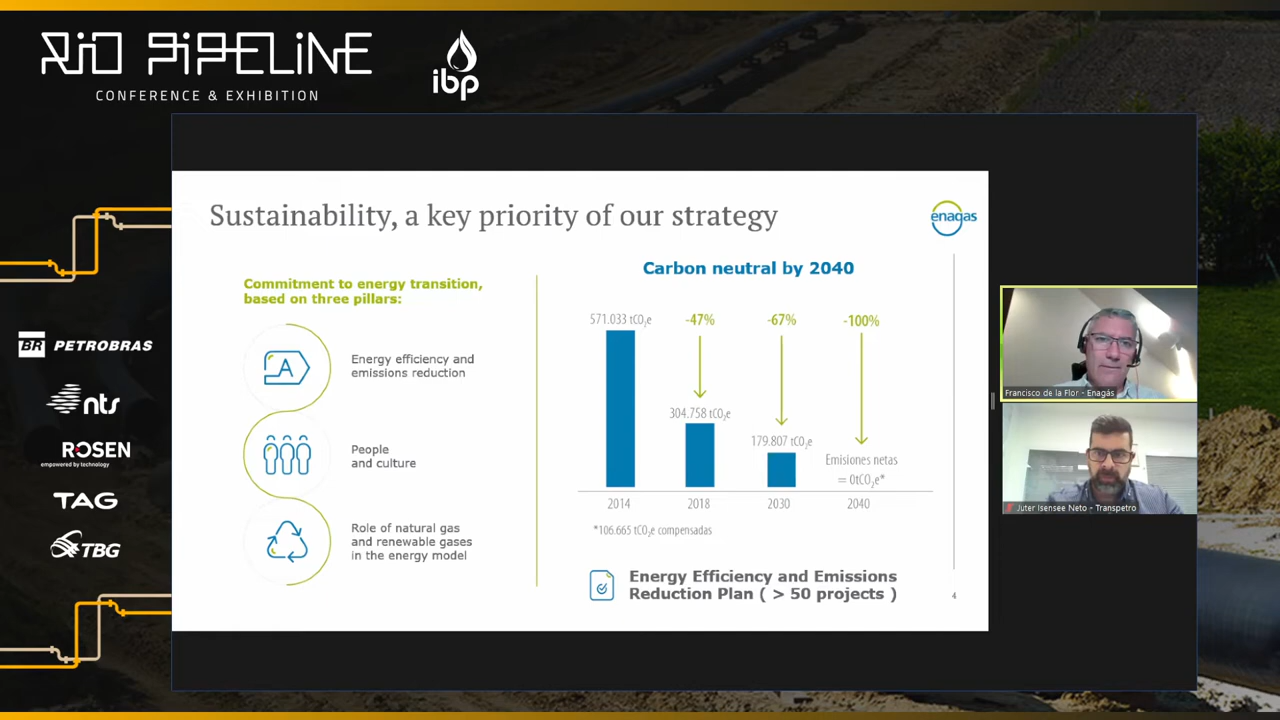 RIO PIPELINE
CONFERENCE & EXHIBITION
ibp
BR PETROBRAS
nts
ROSEN
empowered by technology
TAG
TBG
Sustainability, a key priority of our strategy
enagas
Commitment to energy transition,
based on three pillars:
A
Energy efficiency and
emissions reduction
People
and culture
Role of natural gas
and renewable gases
in the energy model
Carbon neutral by 2040
571.033 tCO₂e
-47%
-67%
-100%
304.758 tCO₂e
179.807 tCO₂e
Emisiones netas
= 0tCO₂e*
2014
2018
2030
2040
*106.665 tCO₂e compensadas
Energy Efficiency and Emissions
Reduction Plan ( > 50 projects )
4
Francisco de la Flor - Enagás
Juter Isensee Neto - Transpetro